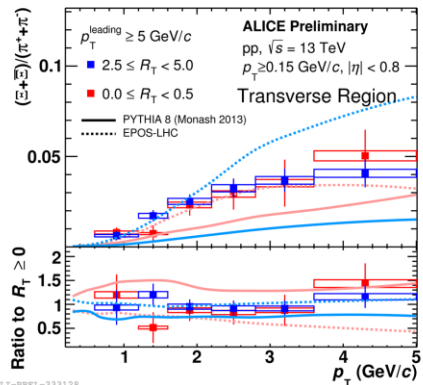 (Ξ+Ξ̅)/(π⁺+π⁻)
0.1
0.05
p_T^leading ≥ 5 GeV/c
2.5 ≤ R_T < 5.0
0.0 ≤ R_T < 0.5
PYTHIA 8 (Monash 2013)
EPOS-LHC
ALICE Preliminary
pp, √s = 13 TeV
p_T≥0.15 GeV/c, |η| < 0.8
Transverse Region
Ratio to R_T ≥ 0
2
1.5
1
0.5
1 2 3 4 5
p_T (GeV/c)